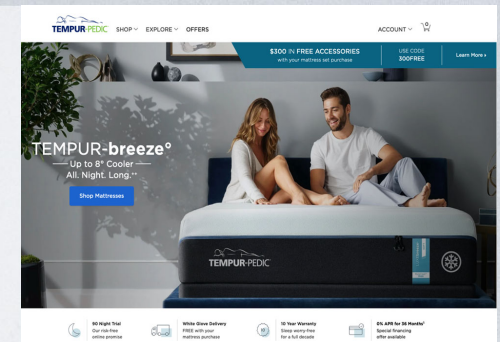 TEMPUR-PEDIC
SHOP
EXPLORE
OFFERS
ACCOUNT
0
$300 IN FREE ACCESSORIES
with your mattress set purchase
USE CODE
300FREE
Learn More ›
TEMPUR-breeze°
Up to 8° Cooler
All. Night. Long.**
Shop Mattresses
TEMPUR-PEDIC
90 Night Trial
Our risk-free
online promise
White Glove Delivery
FREE with your
mattress purchase
10
10 Year Warranty
Sleep worry-free
for a full decade
0% APR for 36 Months¹
Special financing
offer available